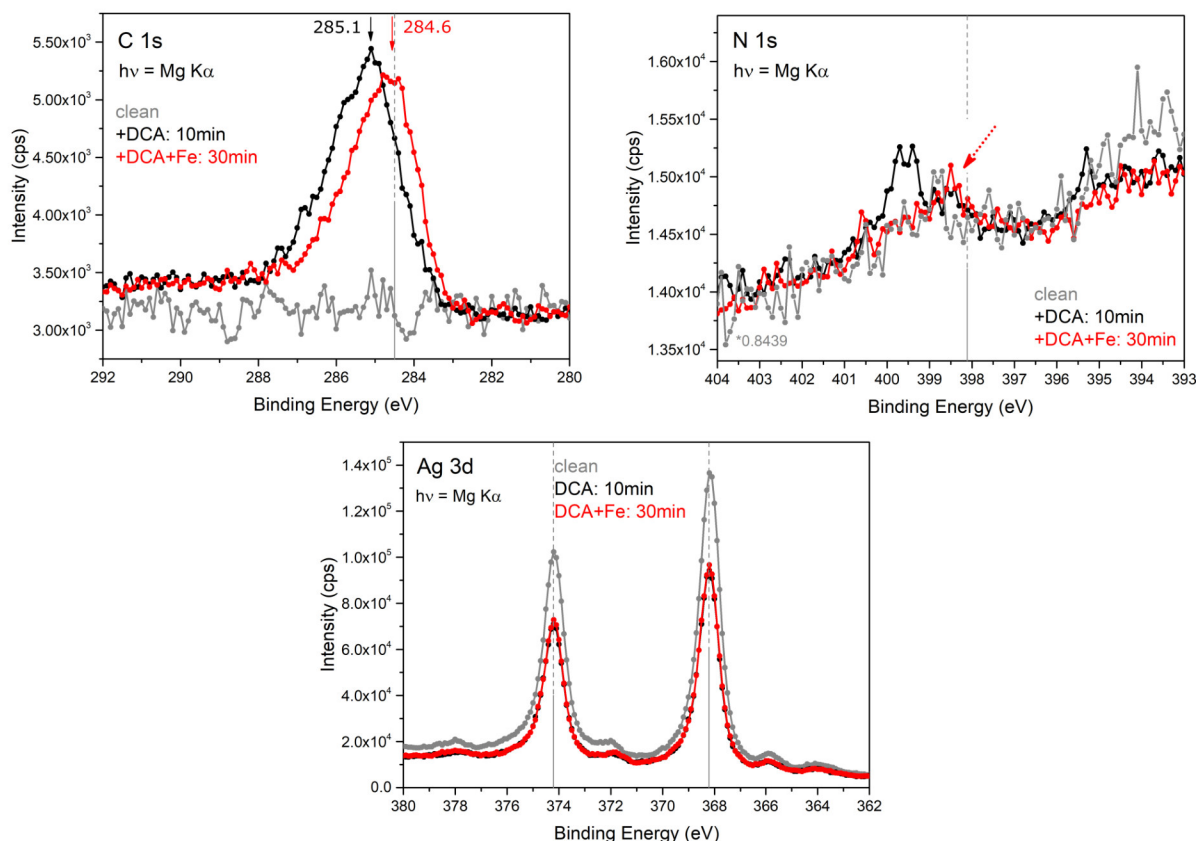 C 1s
hν = Mg Kα
285.1
284.6
clean
+DCA: 10min
+DCA+Fe: 30min
Intensity (cps)
5.50x10³
5.00x10³
4.50x10³
4.00x10³
3.50x10³
3.00x10³
292 290 288 286 284 282 280
Binding Energy (eV)
N 1s
hν = Mg Kα
clean
+DCA: 10min
+DCA+Fe: 30min
*0.8439
Intensity (cps)
1.60x10⁴
1.55x10⁴
1.50x10⁴
1.45x10⁴
1.40x10⁴
1.35x10⁴
404 403 402 401 400 399 398 397 396 395 394 393
Binding Energy (eV)
Ag 3d
hν = Mg Kα
clean
DCA: 10min
DCA+Fe: 30min
Intensity (cps)
1.4x10⁵
1.2x10⁵
1.0x10⁵
8.0x10⁴
6.0x10⁴
4.0x10⁴
2.0x10⁴
0.0
380 378 376 374 372 370 368 366 364 362
Binding Energy (eV)